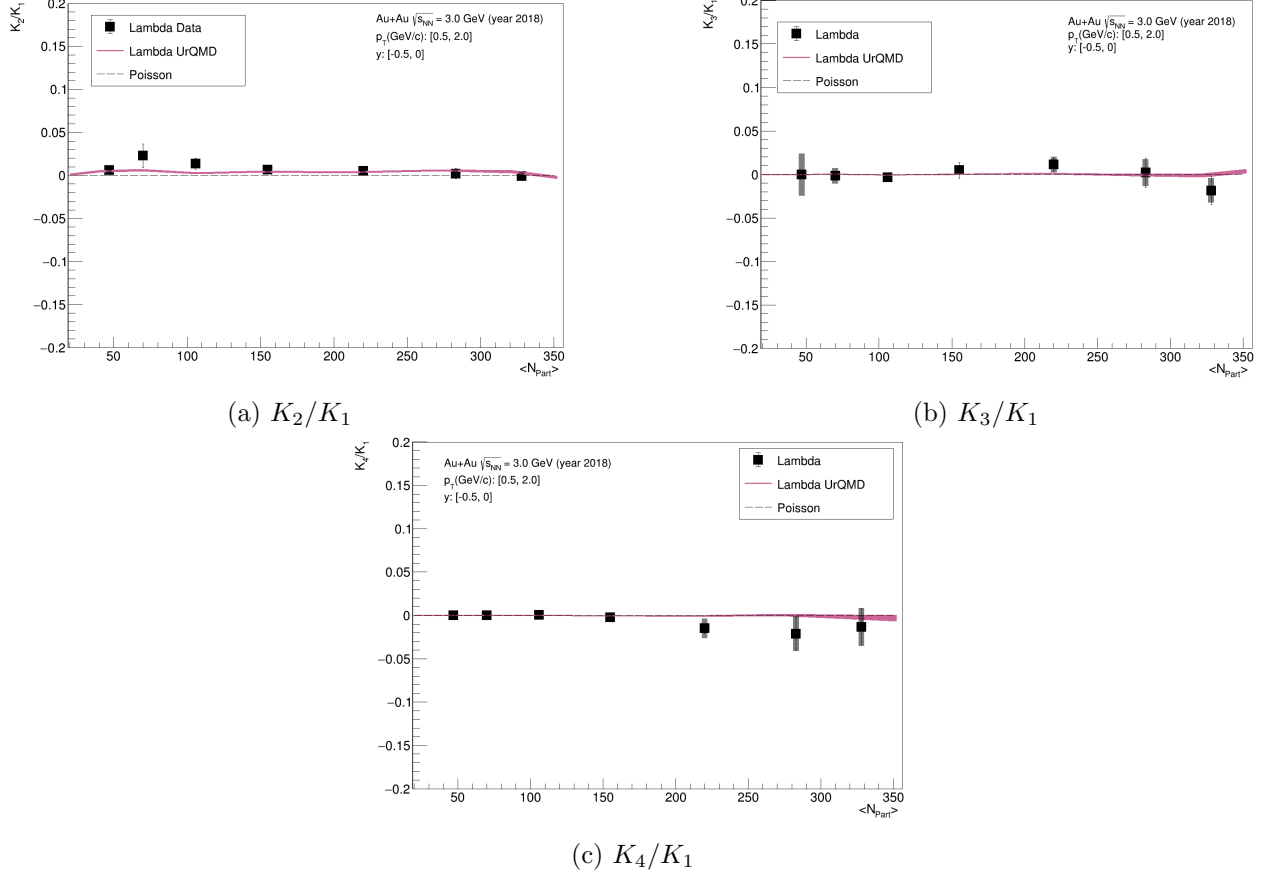 K2/K1
0.2
0.15
0.1
0.05
0
−0.05
−0.1
−0.15
−0.2
Lambda Data
Lambda UrQMD
Poisson
Au+Au √sNN = 3.0 GeV (year 2018)
pT(GeV/c): [0.5, 2.0]
y: [-0.5, 0]
50 100 150 200 250 300 350
<NPart>
(a) K2/K1
K3/K1
0.2
0.15
0.1
0.05
0
−0.05
−0.1
−0.15
−0.2
Lambda
Lambda UrQMD
Poisson
Au+Au √sNN = 3.0 GeV (year 2018)
pT(GeV/c): [0.5, 2.0]
y: [-0.5, 0]
50 100 150 200 250 300 350
<NPart>
(b) K3/K1
K4/K1
0.2
0.15
0.1
0.05
0
−0.05
−0.1
−0.15
−0.2
Au+Au √sNN = 3.0 GeV (year 2018)
pT(GeV/c): [0.5, 2.0]
y: [-0.5, 0]
Lambda
Lambda UrQMD
Poisson
50 100 150 200 250 300 350
<NPart>
(c) K4/K1